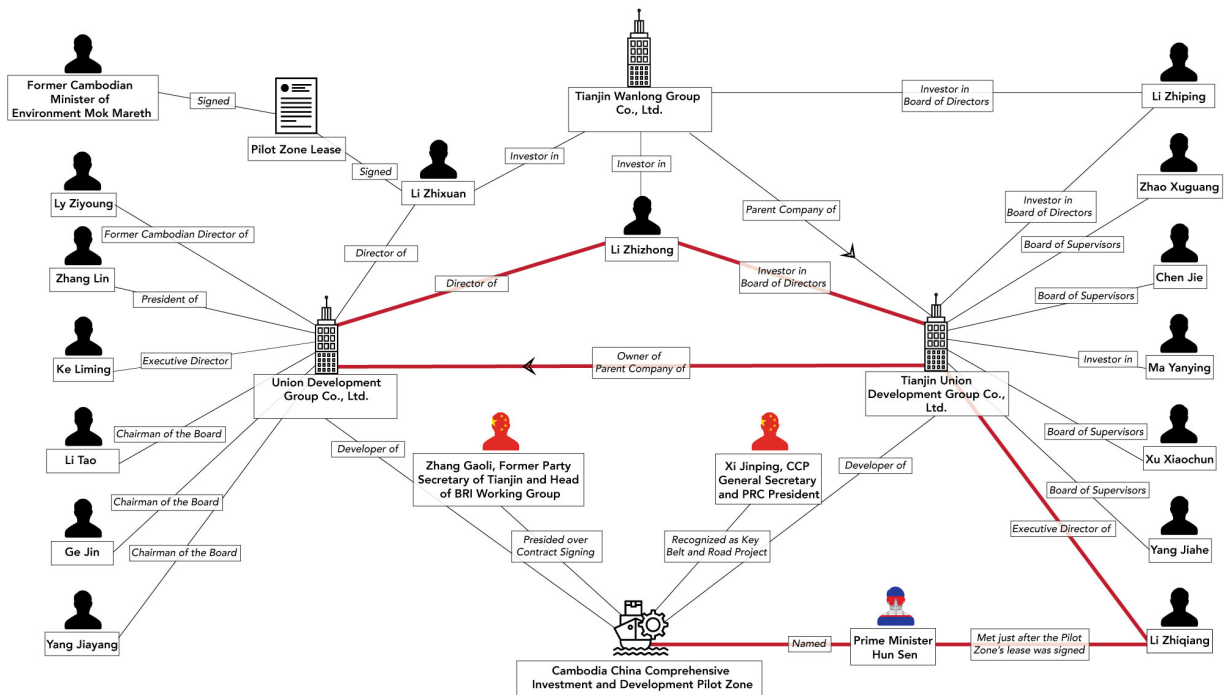 Former Cambodian
Minister of
Environment Mok Mareth
Signed
Pilot Zone Lease
Signed
Li Zhixuan
Investor in
Tianjin Wanlong Group
Co., Ltd.
Investor in
Investor in
Board of Directors
Li Zhiping
Ly Ziyoung
Former Cambodian Director of
Director of
Li Zhizhong
Parent Company of
Investor in
Board of Directors
Zhao Xuguang
Board of Supervisors
Zhang Lin
President of
Director of
Investor in
Board of Directors
Chen Jie
Board of Supervisors
Ke Liming
Executive Director
Union Development
Group Co., Ltd.
Owner of
Parent Company of
Tianjin Union
Development Group Co.,
Ltd.
Investor in
Ma Yanying
Li Tao
Chairman of the Board
Developer of
Zhang Gaoli, Former Party
Secretary of Tianjin and Head
of BRI Working Group
Xi Jinping, CCP
General Secretary
and PRC President
Developer of
Board of Supervisors
Xu Xiaochun
Ge Jin
Chairman of the Board
Presided over
Contract Signing
Recognized as Key
Belt and Road Project
Board of Supervisors
Executive Director of
Yang Jiahe
Yang Jiayang
Chairman of the Board
Cambodia China Comprehensive
Investment and Development Pilot Zone
Named
Prime Minister
Hun Sen
Met just after the Pilot
Zone's lease was signed
Li Zhiqiang